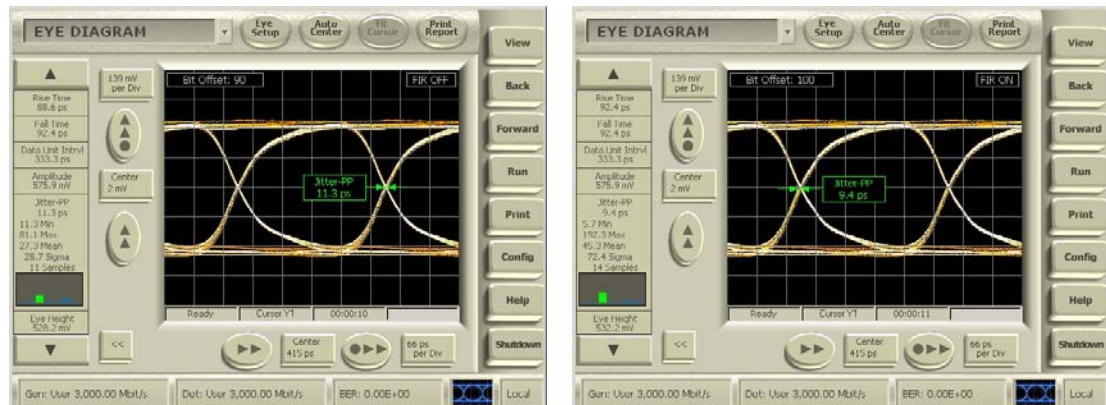 EYE DIAGRAM
Eye Setup
Auto Center
Fit Cursor
Print Report
View
Back
Forward
Run
Print
Config
Help
Shutdown
Rise Time
88.6 ps
Fall Time
92.4 ps
Data Unit Intrvl
333.3 ps
Amplitude
575.9 mV
Jitter-PP
11.3 ps
11.3 Min
81.1 Max
27.3 Mean
28.7 Sigma
11 Samples
Eye Height
528.2 mV
139 mV
per Div
Center
2 mV
<<
Bit Offset: 90
FIR OFF
Jitter-PP
11.3 ps
Ready
Cursor YT
00:00:10
Center
415 ps
66 ps
per Div
Gen: User 3,000.00 Mbit/s
Det: User 3,000.00 Mbit/s
BER: 0.00E+00
Local
EYE DIAGRAM
Eye Setup
Auto Center
Fit Cursor
Print Report
View
Back
Forward
Run
Print
Config
Help
Shutdown
Rise Time
92.4 ps
Fall Time
92.4 ps
Data Unit Intrvl
333.3 ps
Amplitude
575.9 mV
Jitter-PP
9.4 ps
5.7 Min
192.3 Max
45.3 Mean
72.4 Sigma
14 Samples
Eye Height
532.2 mV
139 mV
per Div
Center
2 mV
<<
Bit Offset: 100
FIR ON
Jitter-PP
9.4 ps
Ready
Cursor YT
00:00:11
Center
415 ps
66 ps
per Div
Gen: User 3,000.00 Mbit/s
Det: User 3,000.00 Mbit/s
BER: 0.00E+00
Local